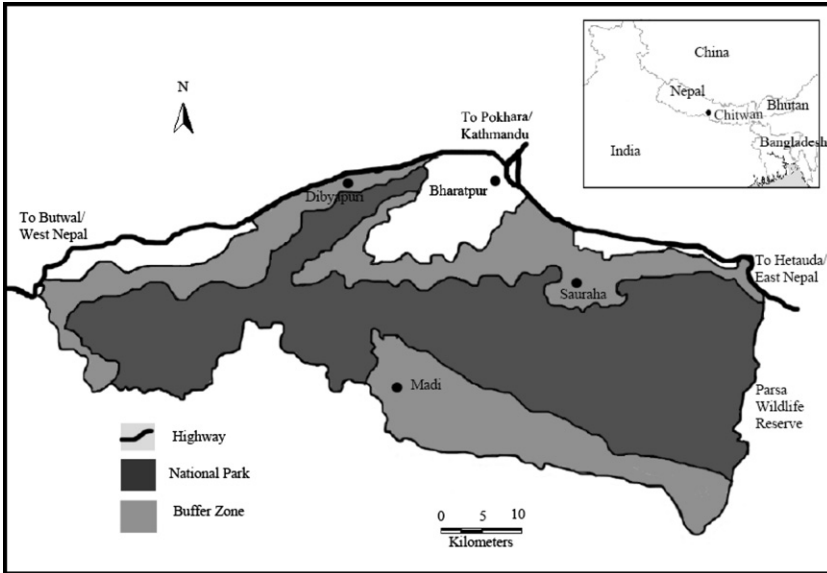 China
Nepal
Bhutan
Chitwan
India
Bangladesh
N
To Pokhara/
Kathmandu
Dibyapuri
Bharatpur
To Butwal/
West Nepal
To Hetauda/
East Nepal
Sauraha
Madi
Parsa
Wildlife
Reserve
Highway
National Park
Buffer Zone
0 5 10
Kilometers